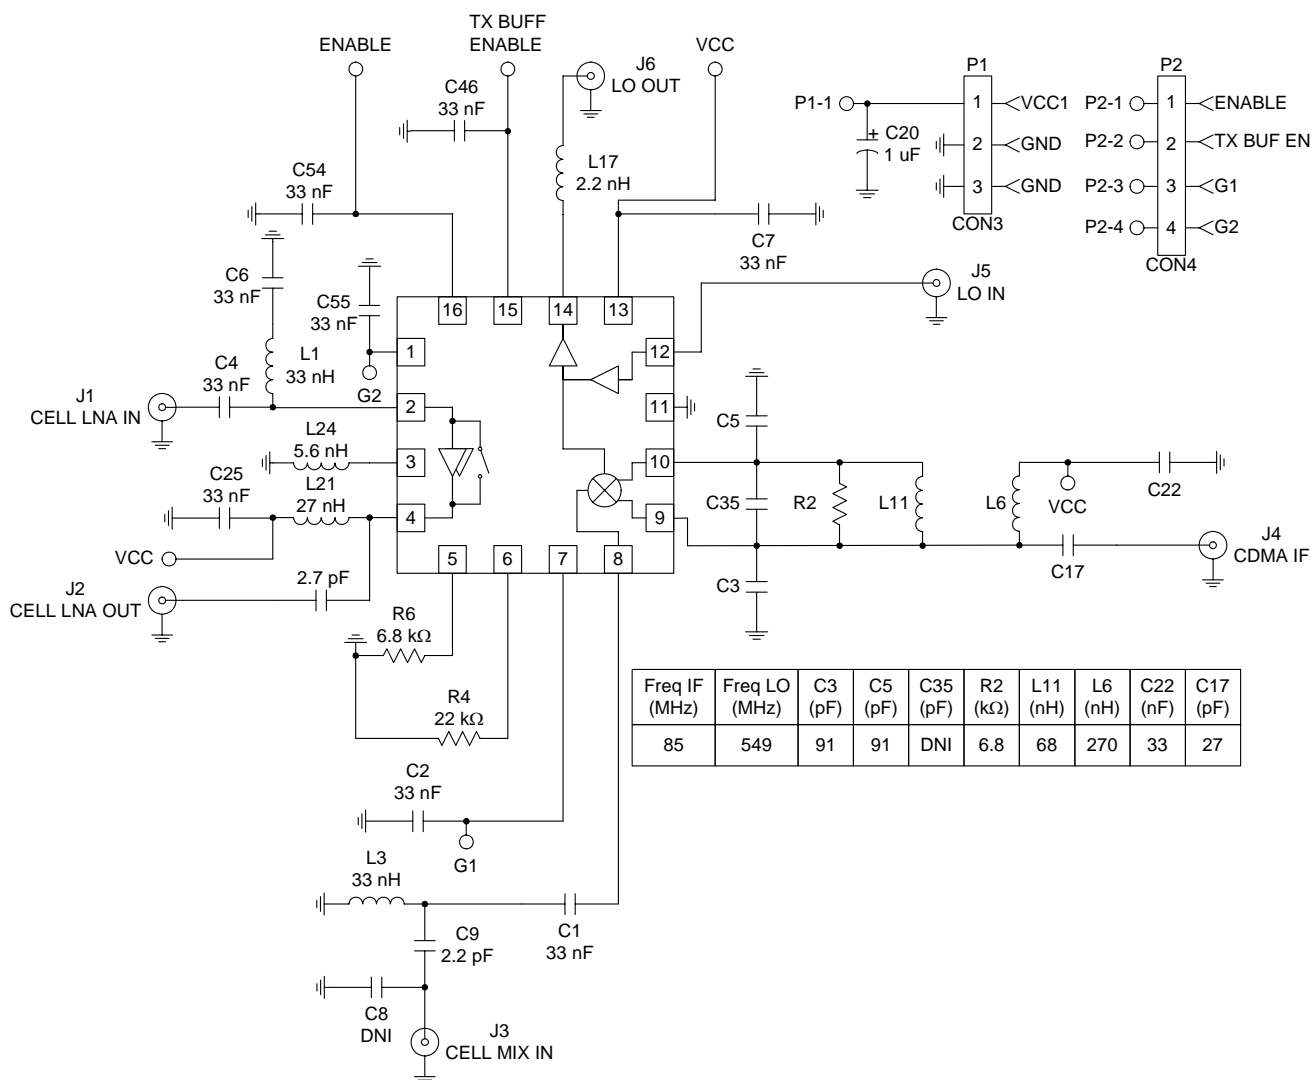 TX BUFF
ENABLE
ENABLE
VCC
J6
LO OUT
C46
33 nF
P1
P2
P1-1
1
VCC1
P2-1
1
ENABLE
C20
1 uF
+
2
GND
P2-2
2
TX BUF EN
3
GND
P2-3
3
G1
P2-4
4
G2
CON3
CON4
C54
33 nF
L17
2.2 nH
C7
33 nF
C6
33 nF
C55
33 nF
J5
LO IN
16
15
14
13
1
12
L1
33 nH
G2
C4
33 nF
J1
CELL LNA IN
2
11
C5
L24
5.6 nH
3
10
C25
33 nF
L21
27 nH
4
9
C35
R2
L11
L6
VCC
C22
J4
CDMA IF
VCC
5
6
7
8
C3
C17
J2
CELL LNA OUT
2.7 pF
R6
6.8 kΩ
R4
22 kΩ
Freq IF (MHz) Freq LO (MHz) C3 (pF) C5 (pF) C35 (pF) R2 (kΩ) L11 (nH) L6 (nH) C22 (nF) C17 (pF)
85 549 91 91 DNI 6.8 68 270 33 27
C2
33 nF
G1
L3
33 nH
C1
33 nF
C9
2.2 pF
C8
DNI
J3
CELL MIX IN